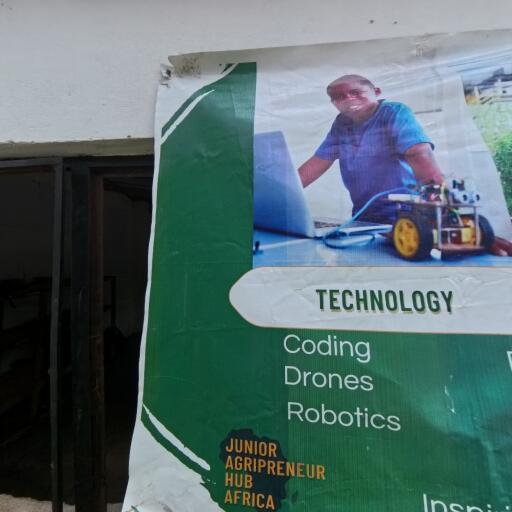 TECHNOLOGY
Coding
Drones
Robotics
JUNIOR
AGRIPRENEUR
HUB
AFRICA